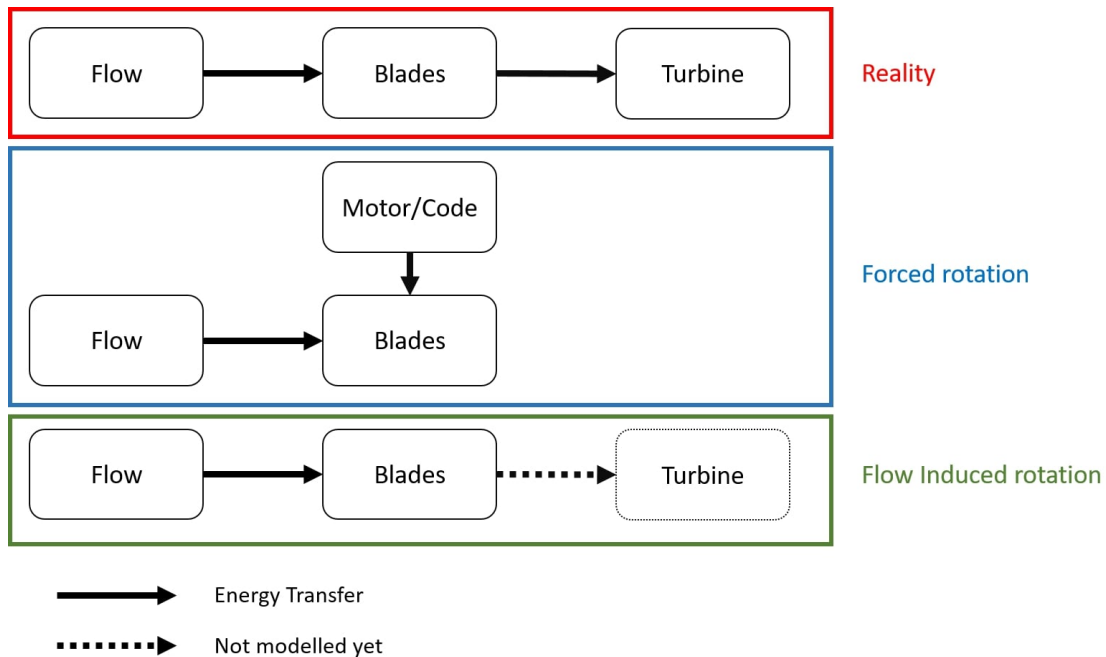 Flow
Blades
Turbine
Reality
Motor/Code
Flow
Blades
Forced rotation
Flow
Blades
Turbine
Flow Induced rotation
Energy Transfer
Not modelled yet